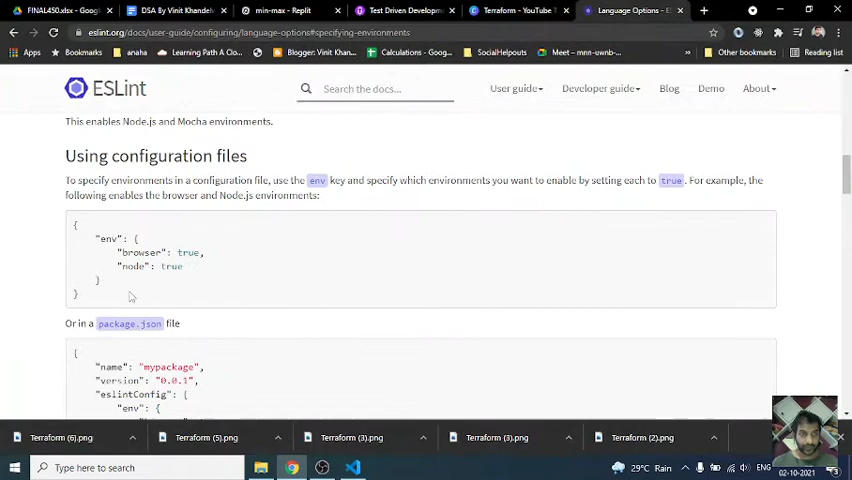 FINAL450.xlsx - Goog
DSA By Vinit Khandel
min-max - Replit
Test Driven Developm
Terraform - YouTube T
Language Options - ES
eslint.org/docs/user-guide/configuring/language-options#specifying-environments
Apps
anaha
Learning Path A Clo...
Blogger: Vinit Khan...
Calculations - Goog...
SocialHelpouts
Meet – mnn-uwnb-...
»
Other bookmarks
Reading list
ESLint
Search the docs...
User guide
Developer guide
Blog
Demo
About
This enables Node.js and Mocha environments.
Using configuration files
To specify environments in a configuration file, use the env key and specify which environments you want to enable by setting each to true. For example, the
following enables the browser and Node.js environments:
{
"env": {
"browser": true,
"node": true
}
}
Or in a package.json file
{
"name": "mypackage",
"version": "0.0.1",
"eslintConfig": {
"env": {
Terraform (6).png
Terraform (5).png
Terraform (3).png
Terraform (3).png
Terraform (2).png
Type here to search
29°C Rain
ENG
02-10-2021
3